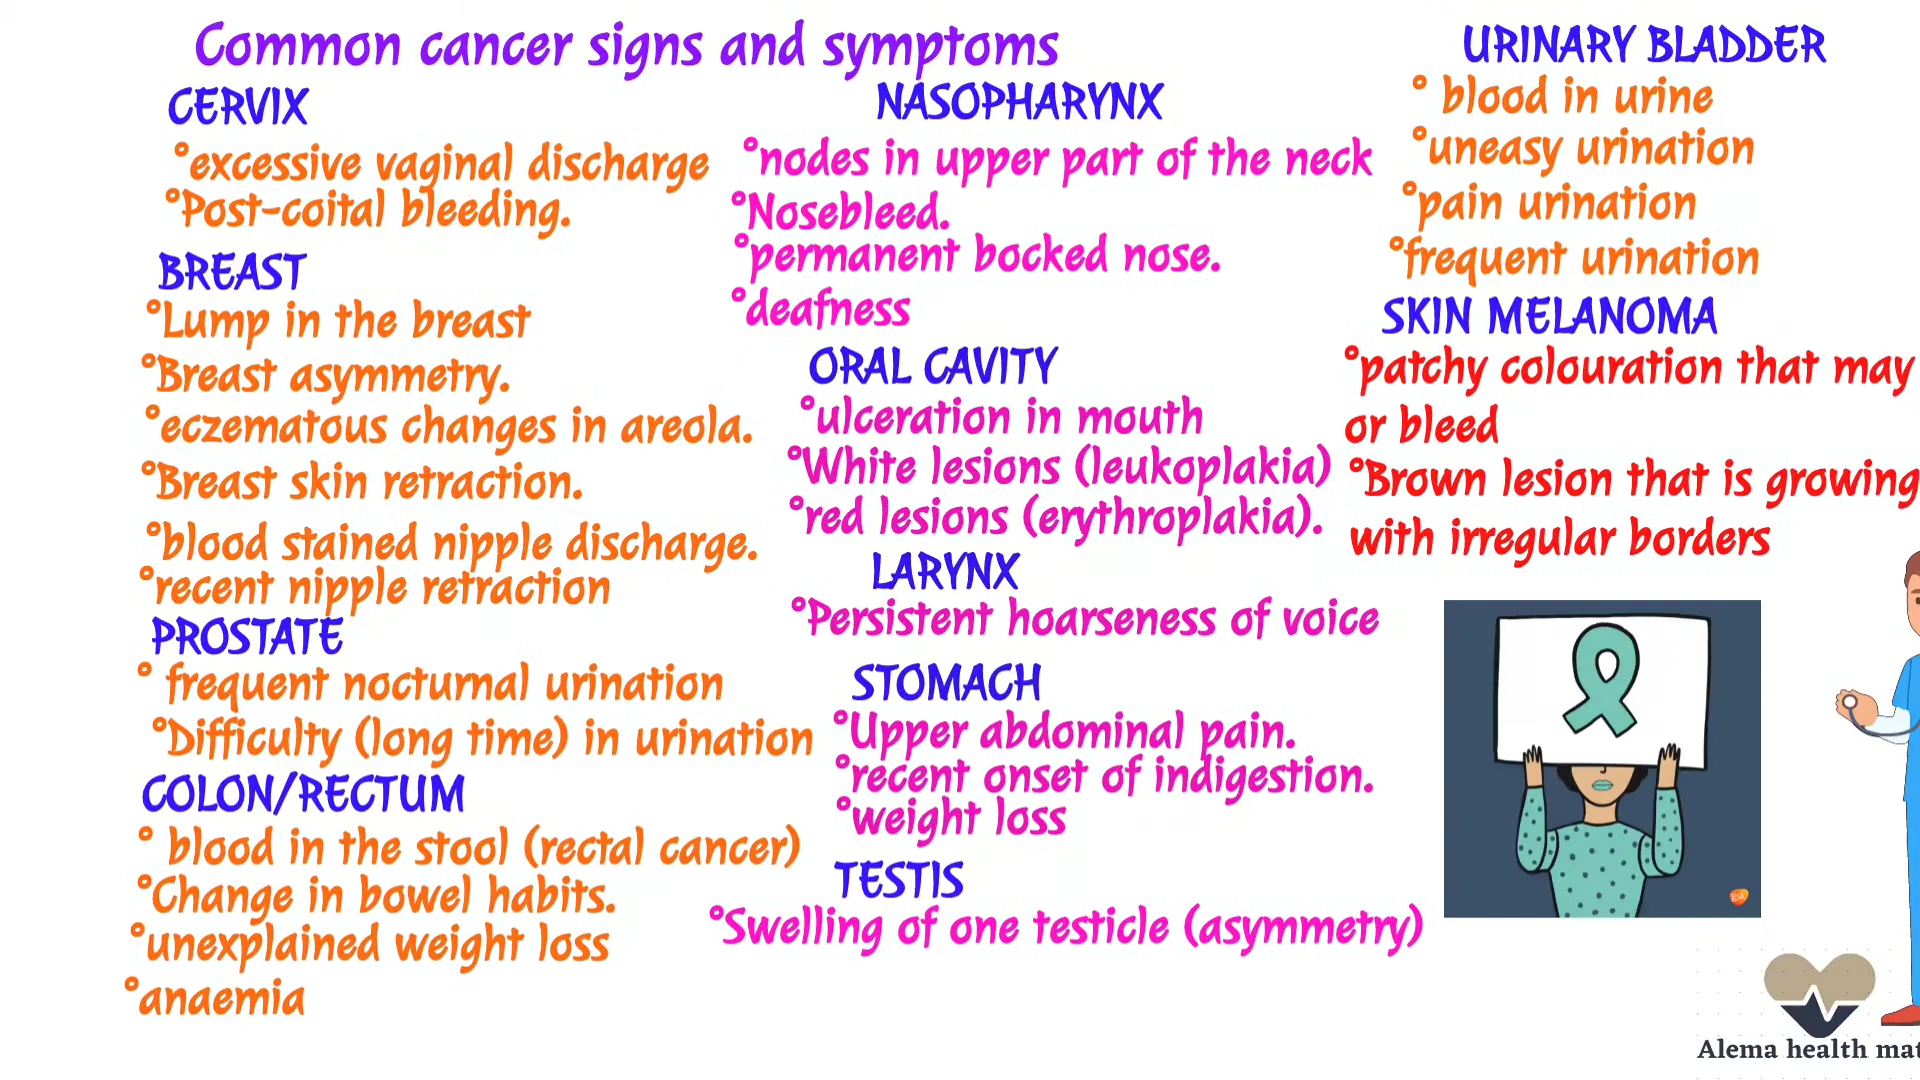 Common cancer signs and symptoms
CERVIX
°excessive vaginal discharge
°Post-coital bleeding.
BREAST
°Lump in the breast
°Breast asymmetry.
°eczematous changes in areola.
°Breast skin retraction.
°blood stained nipple discharge.
°recent nipple retraction
PROSTATE
° frequent nocturnal urination
°Difficulty (long time) in urination
COLON/RECTUM
° blood in the stool (rectal cancer)
°Change in bowel habits.
°unexplained weight loss
°anaemia
NASOPHARYNX
°nodes in upper part of the neck
°Nosebleed.
°permanent bocked nose.
°deafness
ORAL CAVITY
°ulceration in mouth
°White lesions (leukoplakia)
°red lesions (erythroplakia).
LARYNX
°Persistent hoarseness of voice
STOMACH
°Upper abdominal pain.
°recent onset of indigestion.
°weight loss
TESTIS
°Swelling of one testicle (asymmetry)
URINARY BLADDER
° blood in urine
°uneasy urination
°pain urination
°frequent urination
SKIN MELANOMA
°patchy colouration that may
or bleed
°Brown lesion that is growing
with irregular borders
Alema health